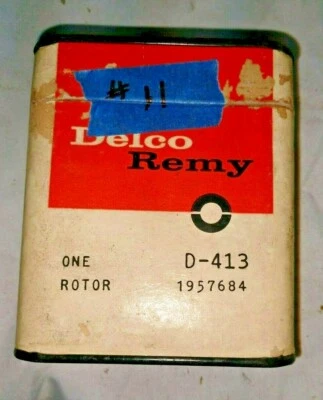 # 11
Delco
Remy
ONE D-413
ROTOR 1957684